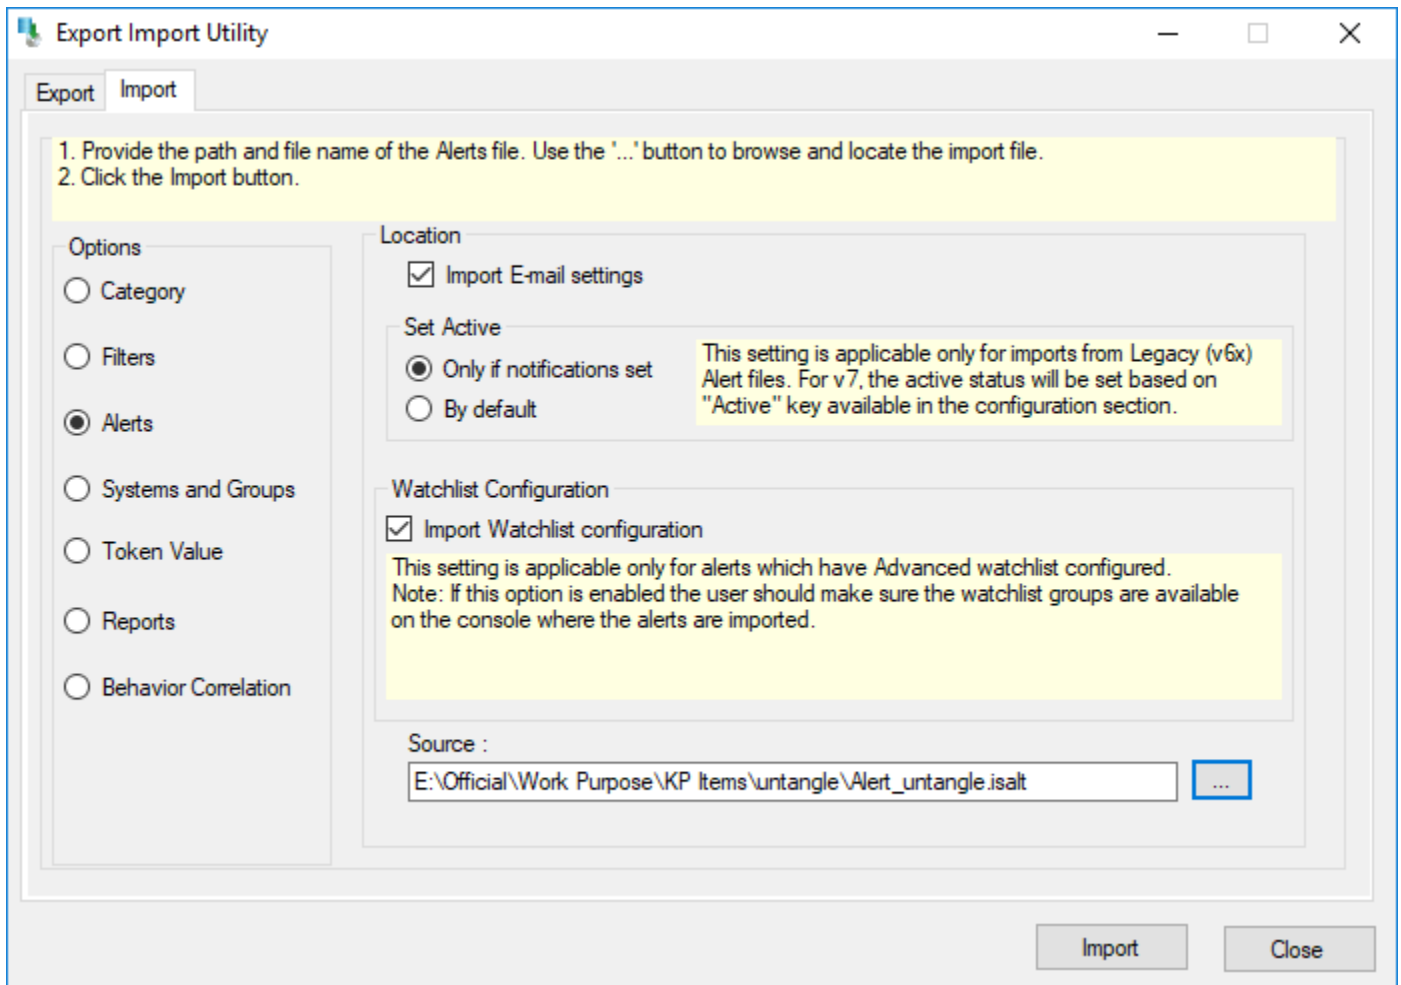 Export Import Utility
Export
Import
1. Provide the path and file name of the Alerts file. Use the '...' button to browse and locate the import file.
2. Click the Import button.
Options
Category
Filters
Alerts
Systems and Groups
Token Value
Reports
Behavior Correlation
Location
Import E-mail settings
Set Active
Only if notifications set
By default
This setting is applicable only for imports from Legacy (v6x)
Alert files. For v7, the active status will be set based on
"Active" key available in the configuration section.
Watchlist Configuration
Import Watchlist configuration
This setting is applicable only for alerts which have Advanced watchlist configured.
Note: If this option is enabled the user should make sure the watchlist groups are available
on the console where the alerts are imported.
Source :
E:\Official\Work Purpose\KP Items\untangle\Alert_untangle.isalt
...
Import
Close